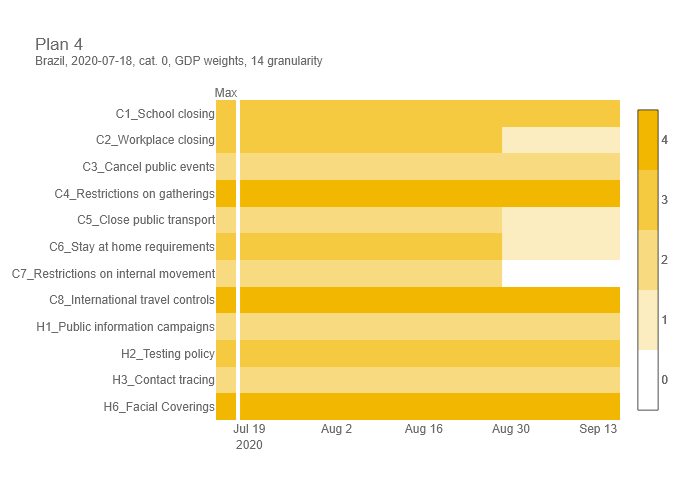 Plan 4
Brazil, 2020-07-18, cat. 0, GDP weights, 14 granularity
Max
C1_School closing
C2_Workplace closing
C3_Cancel public events
C4_Restrictions on gatherings
C5_Close public transport
C6_Stay at home requirements
C7_Restrictions on internal movement
C8_International travel controls
H1_Public information campaigns
H2_Testing policy
H3_Contact tracing
H6_Facial Coverings
Jul 19 Aug 2 Aug 16 Aug 30 Sep 13
2020
4
3
2
1
0